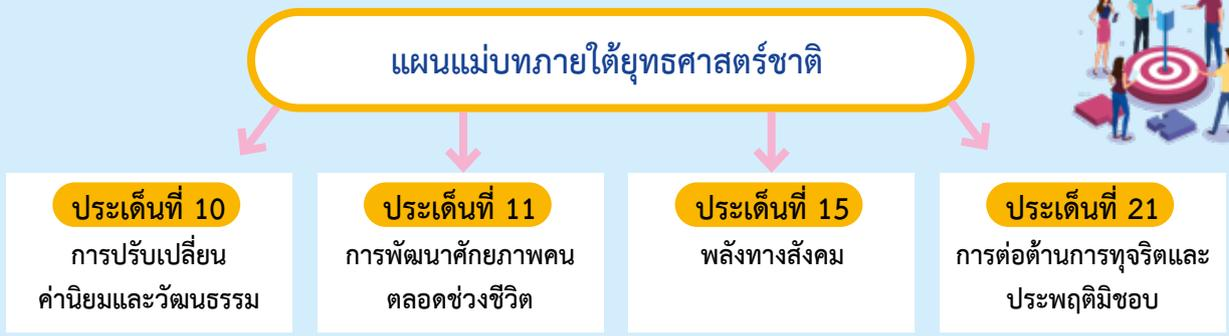 แผนแม่บทภายใต้ยุทธศาสตร์ชาติ
ประเด็นที่ 10
การปรับเปลี่ยน
ค่านิยมและวัฒนธรรม
ประเด็นที่ 11
การพัฒนาศักยภาพคน
ตลอดช่วงชีวิต
ประเด็นที่ 15
พลังทางสังคม
ประเด็นที่ 21
การต่อต้านการทุจริตและ
ประพฤติมิชอบ